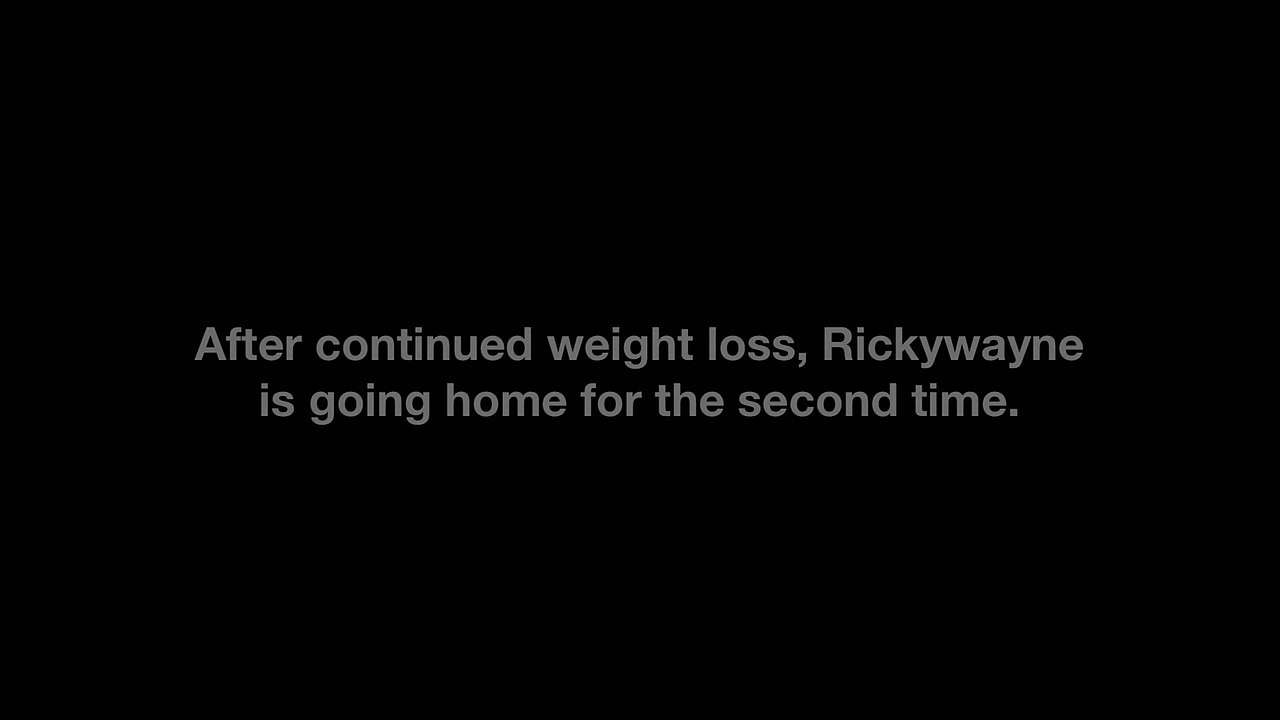 After continued weight loss, Rickywayne
is going home for the second time.